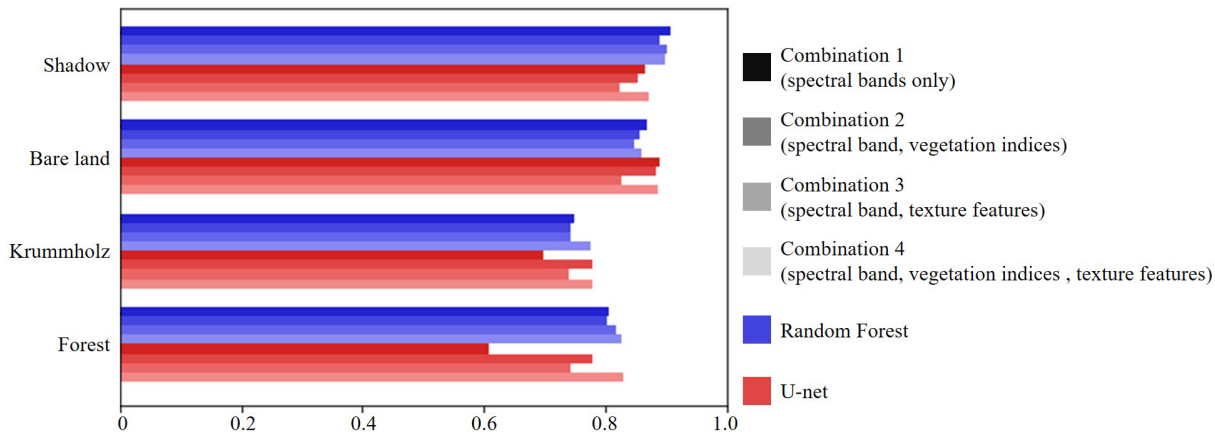 Shadow
Bare land
Krummholz
Forest
0
0.2
0.4
0.6
0.8
1.0
Combination 1
(spectral bands only)
Combination 2
(spectral band, vegetation indices)
Combination 3
(spectral band, texture features)
Combination 4
(spectral band, vegetation indices , texture features)
Random Forest
U-net